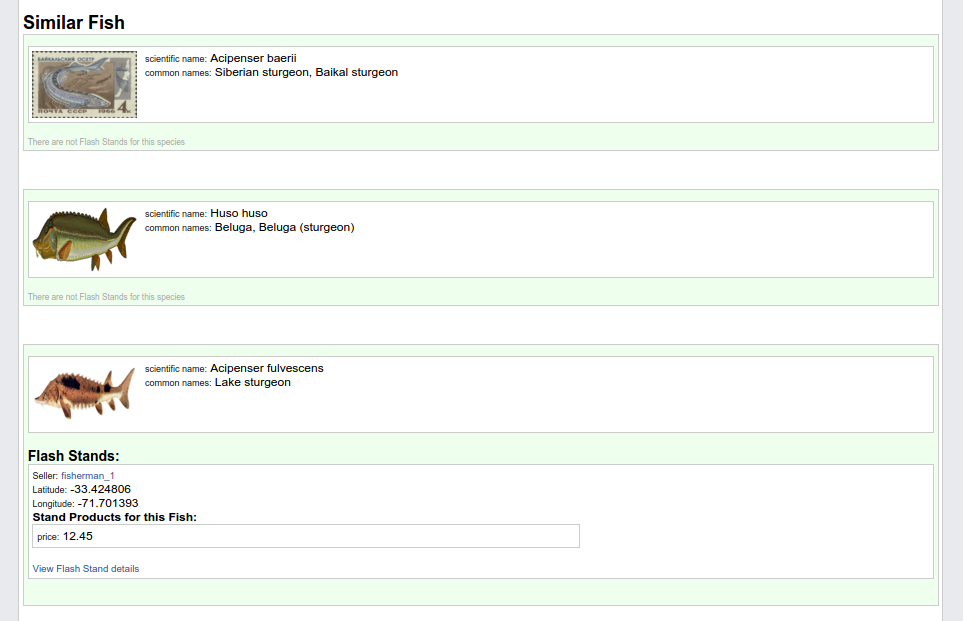 Similar Fish
БАЙКАЛЬСКИЙ ОСЕТР
ПОЧТА СССР 1966 4к
scientific name: Acipenser baerii
common names: Siberian sturgeon, Baikal sturgeon
There are not Flash Stands for this species
scientific name: Huso huso
common names: Beluga, Beluga (sturgeon)
There are not Flash Stands for this species
scientific name: Acipenser fulvescens
common names: Lake sturgeon
Flash Stands:
Seller: fisherman_1
Latitude: -33.424806
Longitude: -71.701393
Stand Products for this Fish:
price: 12.45
View Flash Stand details